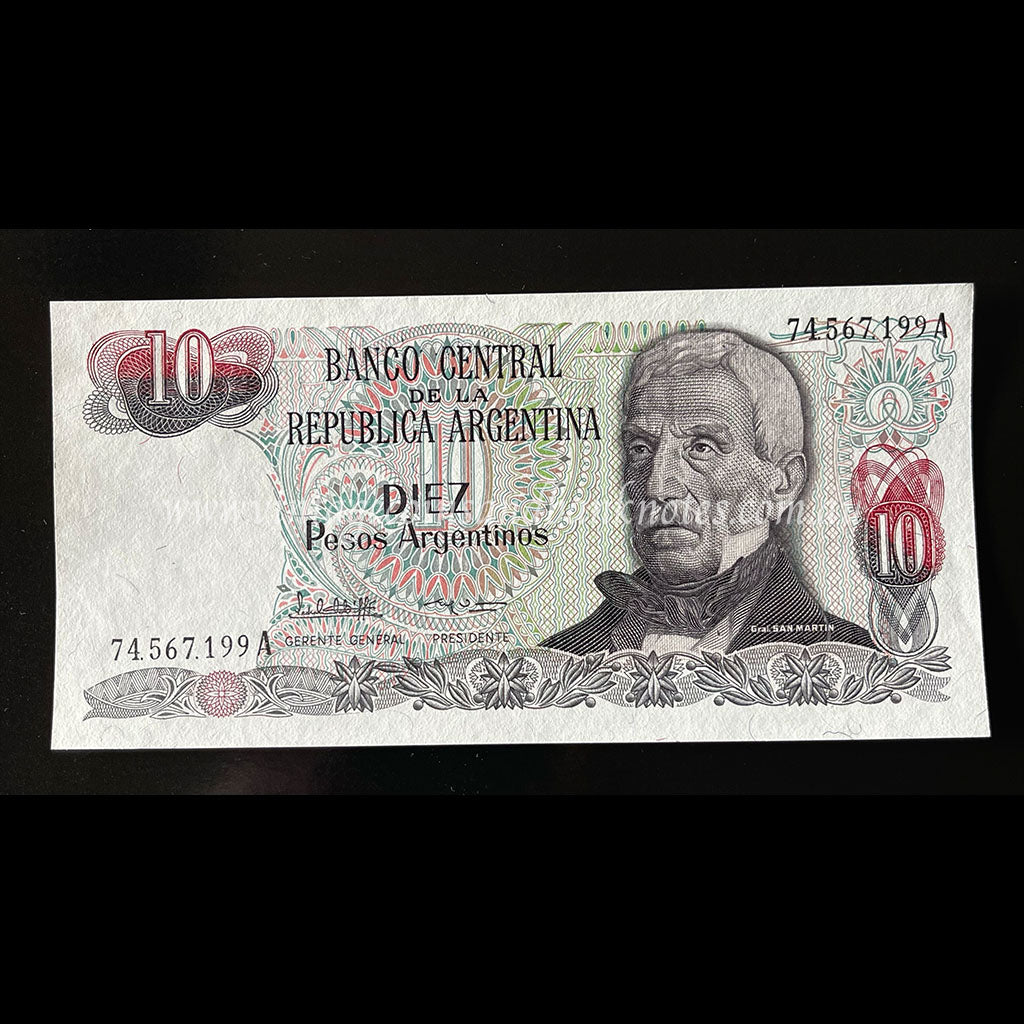 10
74.567.199 A
BANCO CENTRAL
DE LA
REPUBLICA ARGENTINA
10
DIEZ
Pesos Argentinos
10
GERENTE GENERAL PRESIDENTE
Gral. SAN MARTIN
74.567.199 A